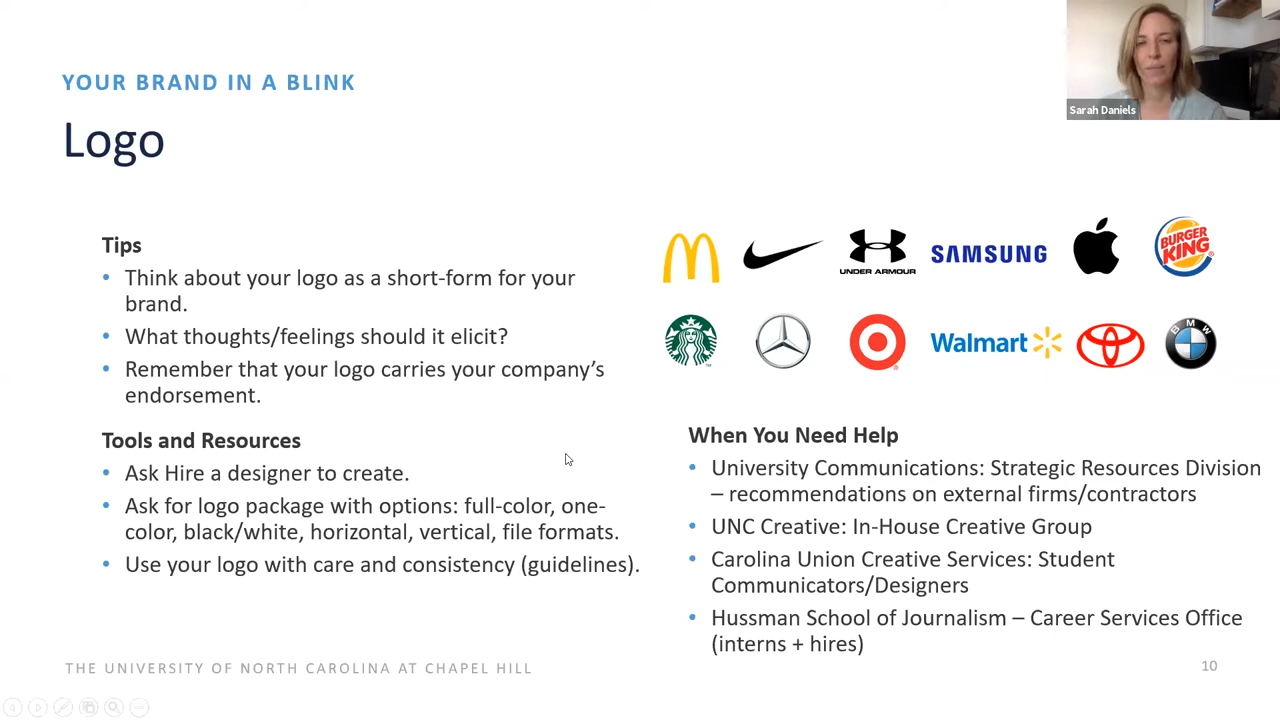 YOUR BRAND IN A BLINK
Logo
Sarah Daniels
Tips
• Think about your logo as a short-form for your
brand.
• What thoughts/feelings should it elicit?
• Remember that your logo carries your company’s
endorsement.
Tools and Resources
• Ask Hire a designer to create.
• Ask for logo package with options: full-color, one-
color, black/white, horizontal, vertical, file formats.
• Use your logo with care and consistency (guidelines).
UNDER ARMOUR
SAMSUNG
BURGER
KING
®
Walmart
BMW
When You Need Help
• University Communications: Strategic Resources Division
– recommendations on external firms/contractors
• UNC Creative: In-House Creative Group
• Carolina Union Creative Services: Student
Communicators/Designers
• Hussman School of Journalism – Career Services Office
(interns + hires)
THE UNIVERSITY OF NORTH CAROLINA AT CHAPEL HILL
10